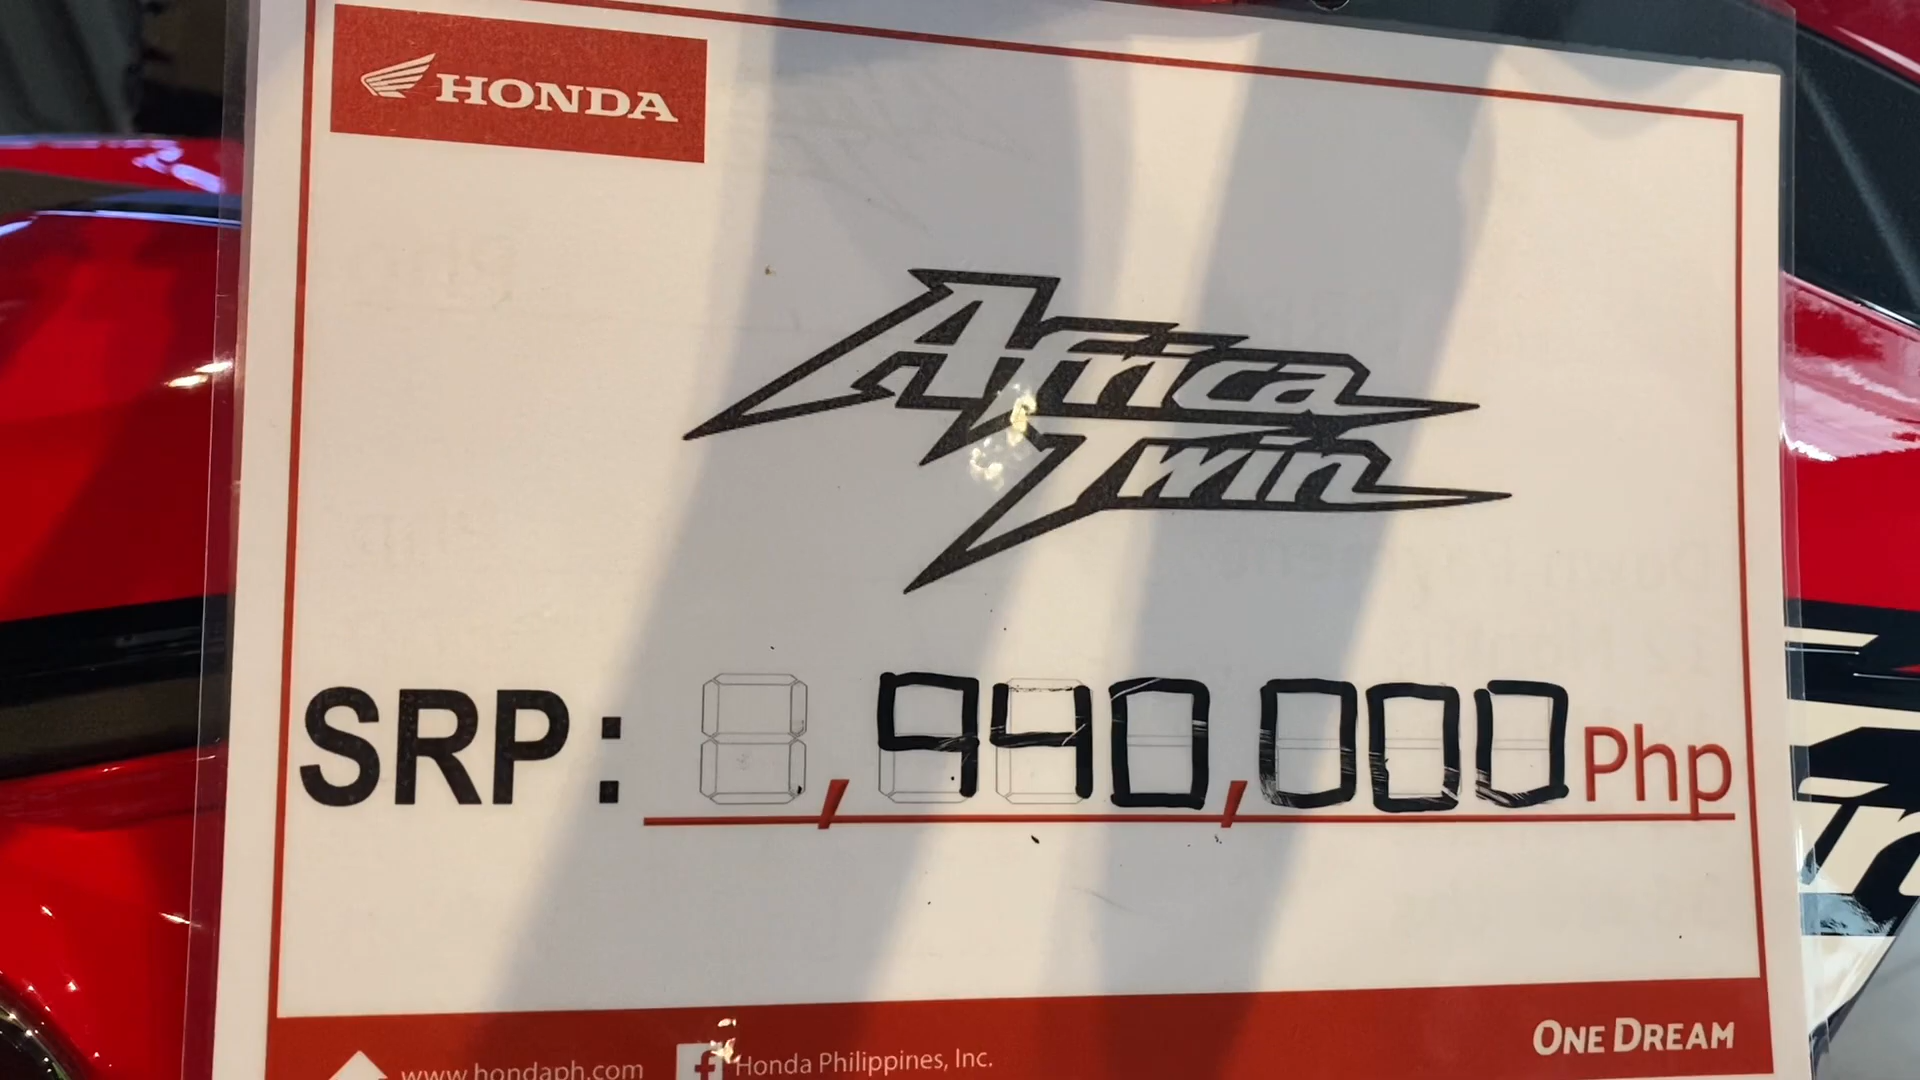 HONDA
Africa
Twin
SRP: ,940,000 Php
ONE DREAM
www.hondaph.com
Honda Philippines, Inc.